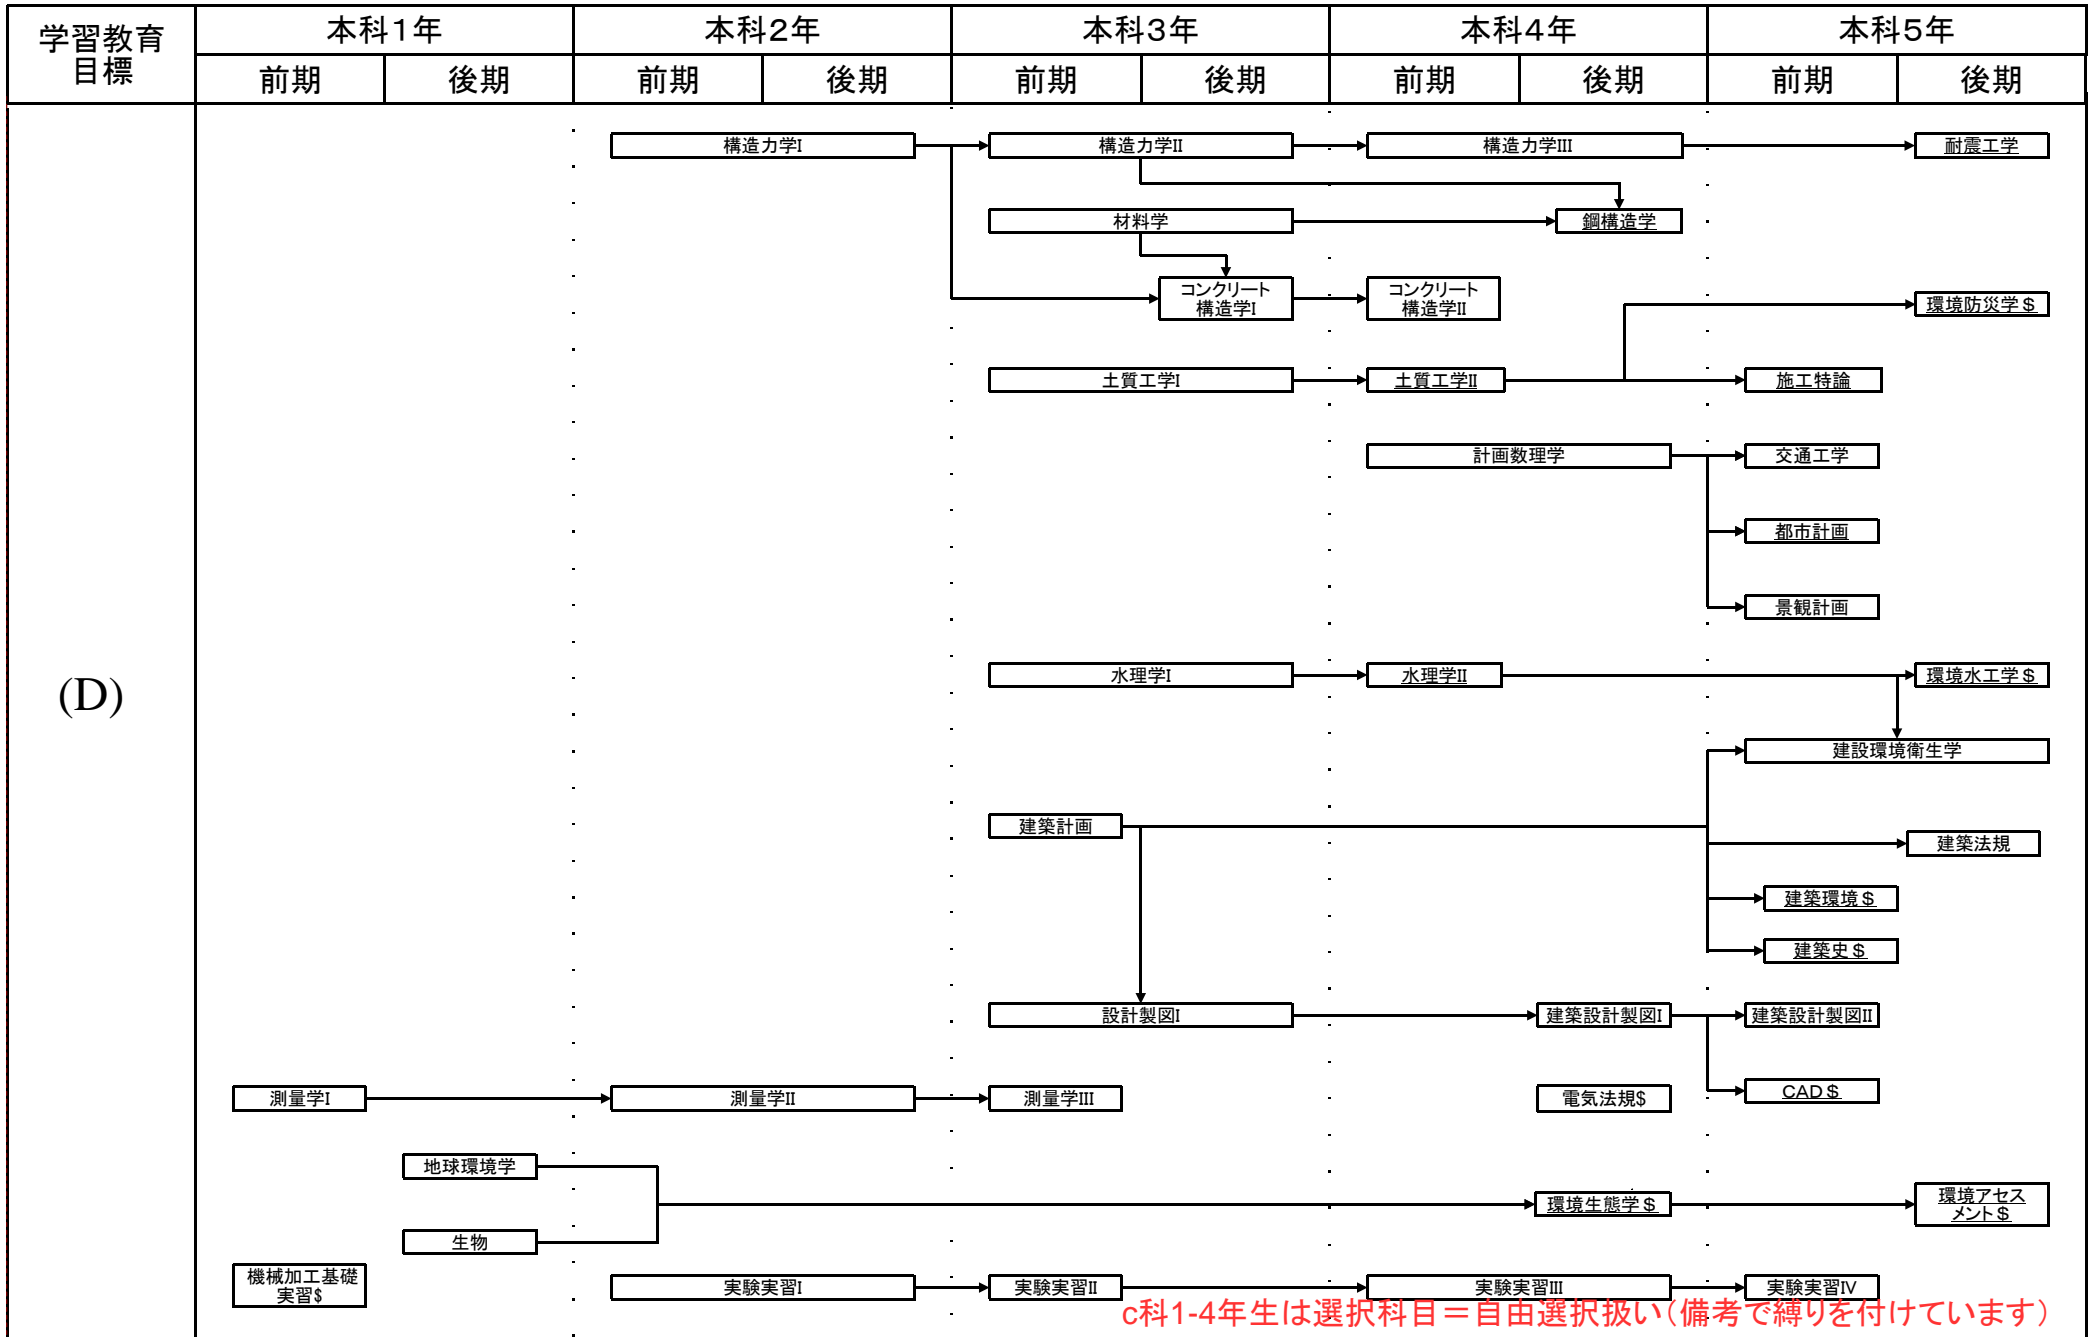 学習教育
目標
本科1年
本科2年
本科3年
本科4年
本科5年
前期
後期
前期
後期
前期
後期
前期
後期
前期
後期
(D)
構造力学I
構造力学II
構造力学III
耐震工学
材料学
鋼構造学
コンクリート
構造学I
コンクリート
構造学II
環境防災学＄
土質工学I
土質工学II
施工特論
計画数理学
交通工学
都市計画
景観計画
水理学I
水理学II
環境水工学＄
建設環境衛生学
建築計画
建築法規
建築環境＄
建築史＄
設計製図I
建築設計製図I
建築設計製図II
測量学I
測量学II
測量学III
電気法規$
CAD＄
地球環境学
環境生態学＄
環境アセス
メント＄
生物
機械加工基礎
実習$
実験実習I
実験実習II
実験実習III
実験実習IV
c科1-4年生は選択科目＝自由選択扱い（備考で縛りを付けています）